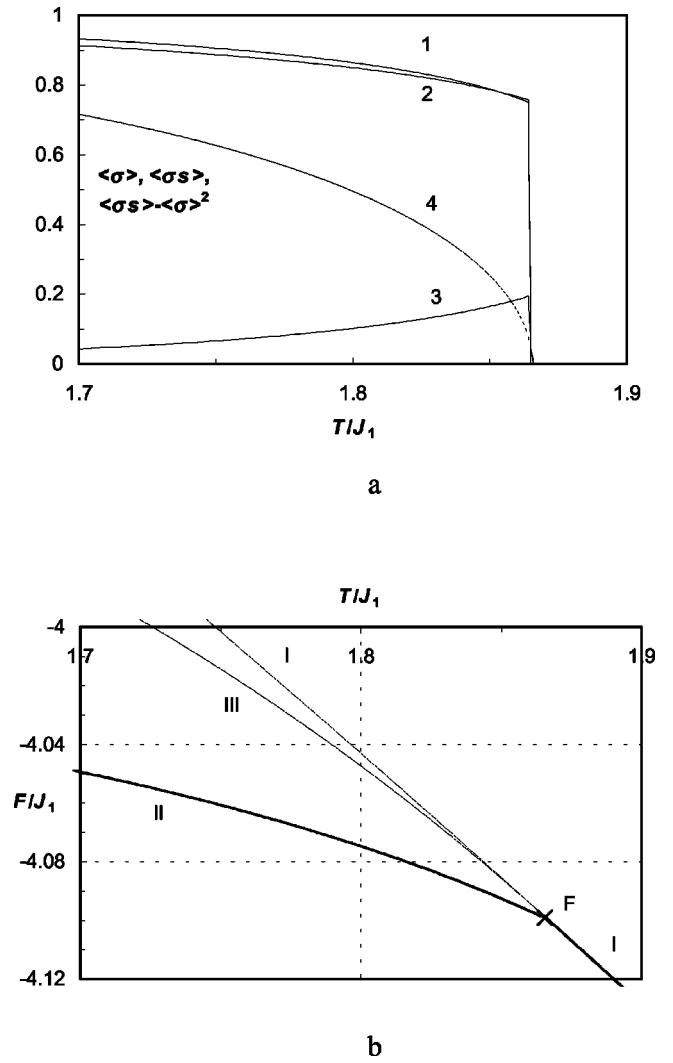 1
0.8
0.6
0.4
0.2
0
1
2
<σ>, <σs>,
<σs>-<σ>²
4
3
1.7 1.8 1.9
T/J₁
a
T/J₁
-4
1.7 1.8 1.9
I
III
-4.04
F/J₁
II
-4.08
F
I
-4.12
b